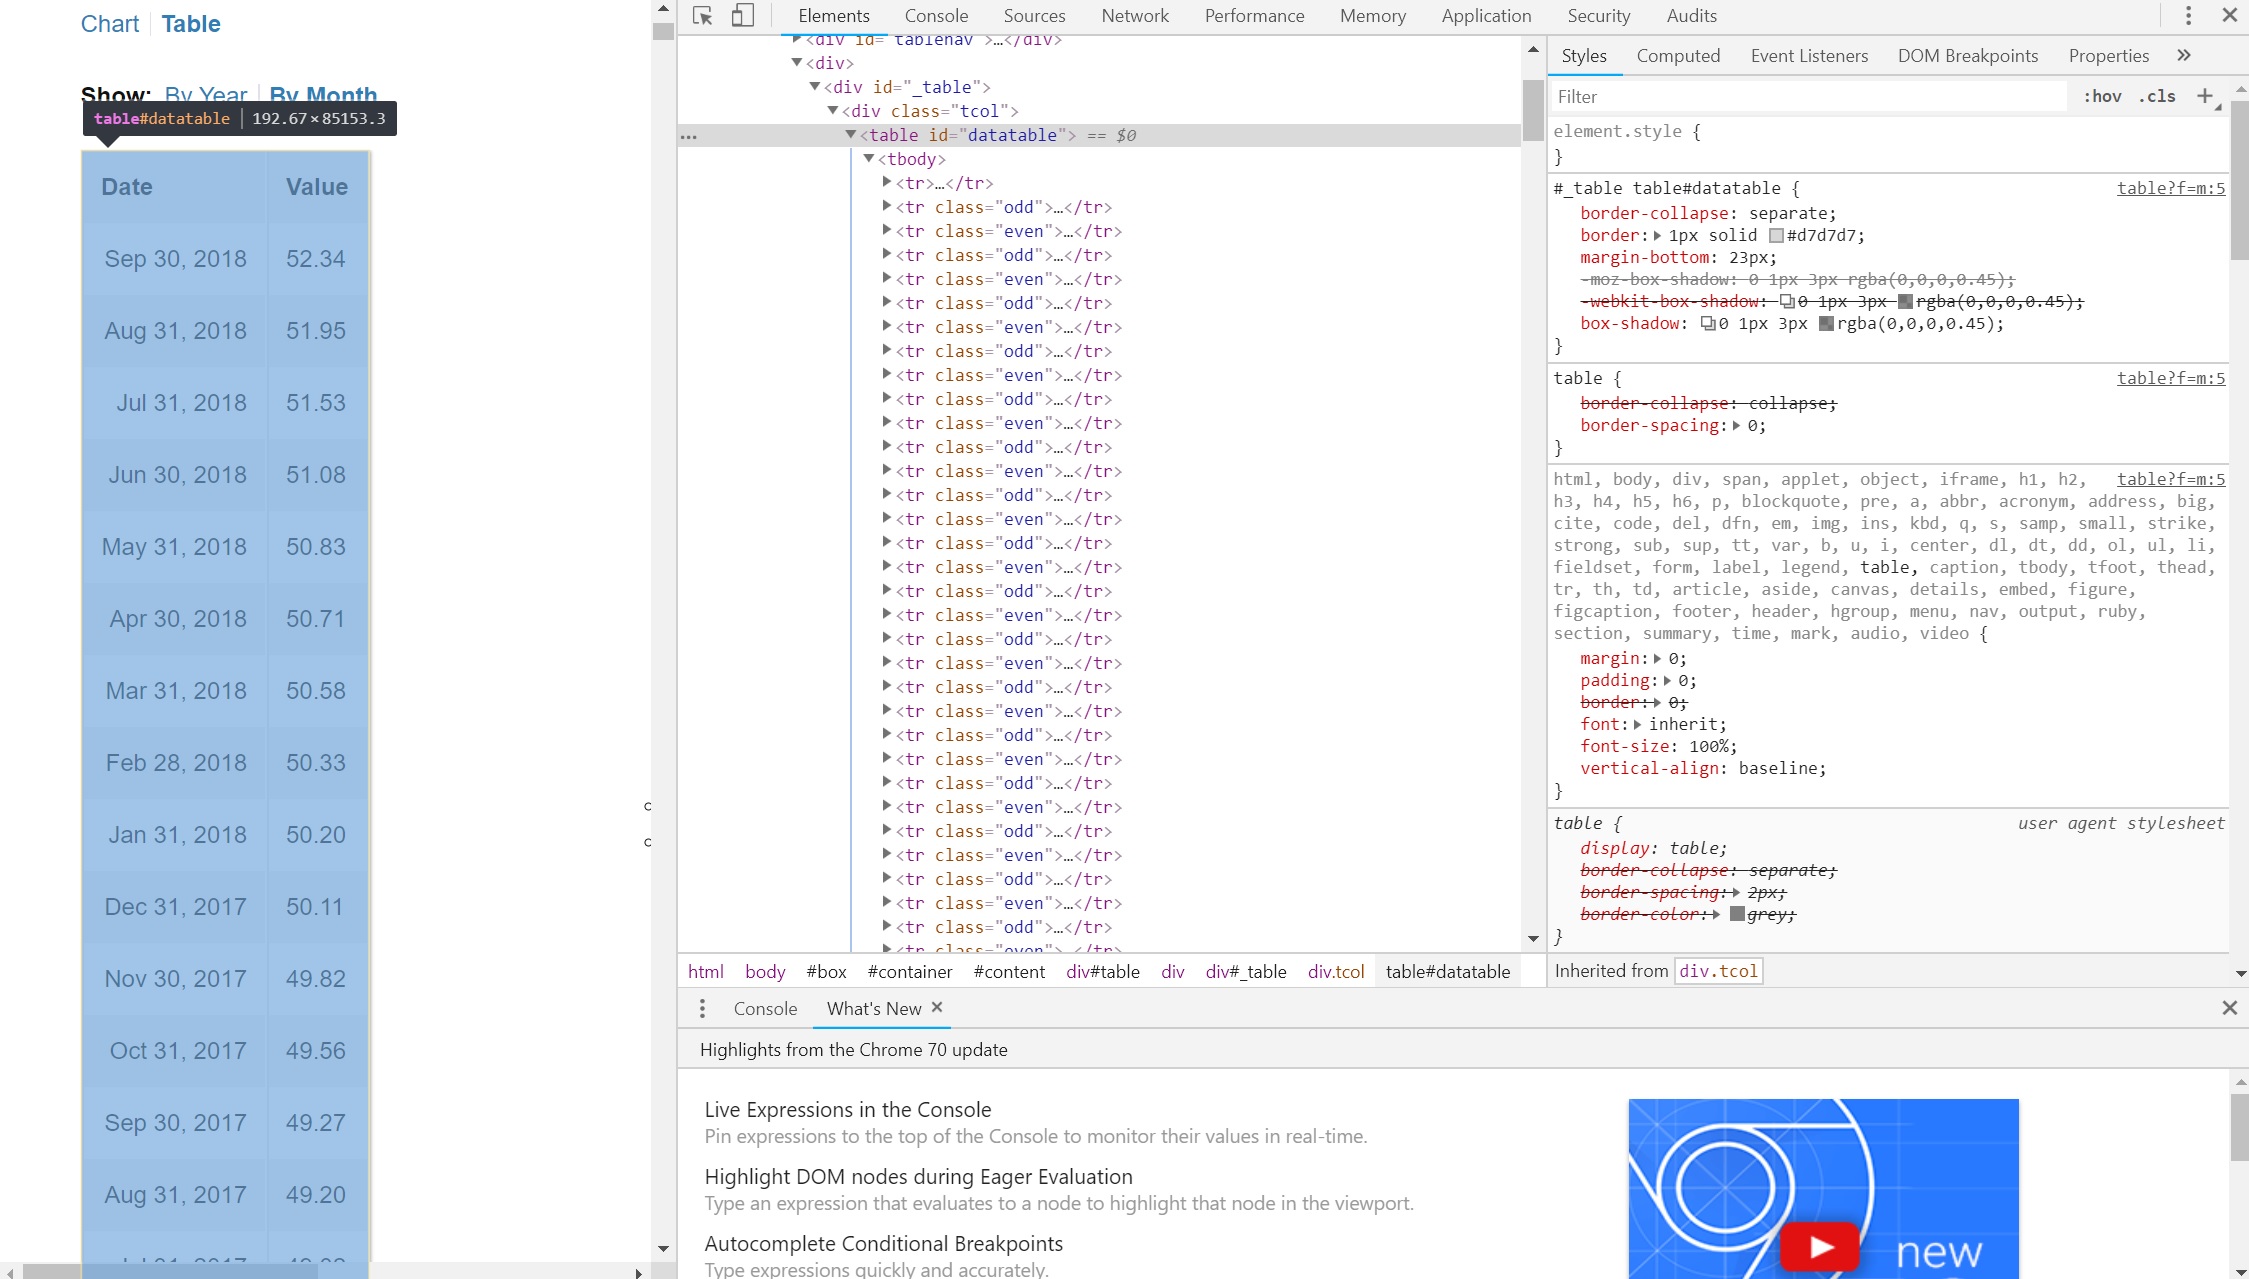 Chart Table
Show: By Year By Month
table#datatable 192.67 × 85153.3
Date Value
Sep 30, 2018 52.34
Aug 31, 2018 51.95
Jul 31, 2018 51.53
Jun 30, 2018 51.08
May 31, 2018 50.83
Apr 30, 2018 50.71
Mar 31, 2018 50.58
Feb 28, 2018 50.33
Jan 31, 2018 50.20
Dec 31, 2017 50.11
Nov 30, 2017 49.82
Oct 31, 2017 49.56
Sep 30, 2017 49.27
Aug 31, 2017 49.20
Elements Console Sources Network Performance Memory Application Security Audits
<div id="tablenav">…</div>
<div>
<div id="_table">
<div class="tcol">
… <table id="datatable"> == $0
<tbody>
<tr>…</tr>
<tr class="odd">…</tr>
<tr class="even">…</tr>
<tr class="odd">…</tr>
<tr class="even">…</tr>
<tr class="odd">…</tr>
<tr class="even">…</tr>
<tr class="odd">…</tr>
<tr class="even">…</tr>
<tr class="odd">…</tr>
<tr class="even">…</tr>
<tr class="odd">…</tr>
<tr class="even">…</tr>
<tr class="odd">…</tr>
<tr class="even">…</tr>
<tr class="odd">…</tr>
<tr class="even">…</tr>
<tr class="odd">…</tr>
<tr class="even">…</tr>
<tr class="odd">…</tr>
<tr class="even">…</tr>
<tr class="odd">…</tr>
<tr class="even">…</tr>
<tr class="odd">…</tr>
<tr class="even">…</tr>
<tr class="odd">…</tr>
<tr class="even">…</tr>
<tr class="odd">…</tr>
<tr class="even">…</tr>
<tr class="odd">…</tr>
<tr class="even">…</tr>
<tr class="odd">…</tr>
<tr class="even">…</tr>
html body #box #container #content div#table div div#_table div.tcol table#datatable
Styles Computed Event Listeners DOM Breakpoints Properties »
Filter :hov .cls +
element.style {
}
#_table table#datatable { table?f=m:5
border-collapse: separate;
border: 1px solid #d7d7d7;
margin-bottom: 23px;
-moz-box-shadow: 0 1px 3px rgba(0,0,0,0.45);
-webkit-box-shadow: 0 1px 3px rgba(0,0,0,0.45);
box-shadow: 0 1px 3px rgba(0,0,0,0.45);
}
table { table?f=m:5
border-collapse: collapse;
border-spacing: 0;
}
html, body, div, span, applet, object, iframe, h1, h2, table?f=m:5
h3, h4, h5, h6, p, blockquote, pre, a, abbr, acronym, address, big,
cite, code, del, dfn, em, img, ins, kbd, q, s, samp, small, strike,
strong, sub, sup, tt, var, b, u, i, center, dl, dt, dd, ol, ul, li,
fieldset, form, label, legend, table, caption, tbody, tfoot, thead,
tr, th, td, article, aside, canvas, details, embed, figure,
figcaption, footer, header, hgroup, menu, nav, output, ruby,
section, summary, time, mark, audio, video {
margin: 0;
padding: 0;
border: 0;
font: inherit;
font-size: 100%;
vertical-align: baseline;
}
table { user agent stylesheet
display: table;
border-collapse: separate;
border-spacing: 2px;
border-color: grey;
}
Inherited from div.tcol
Console What's New ×
Highlights from the Chrome 70 update
Live Expressions in the Console
Pin expressions to the top of the Console to monitor their values in real-time.
Highlight DOM nodes during Eager Evaluation
Type an expression that evaluates to a node to highlight that node in the viewport.
Autocomplete Conditional Breakpoints
Type expressions quickly and accurately.
new